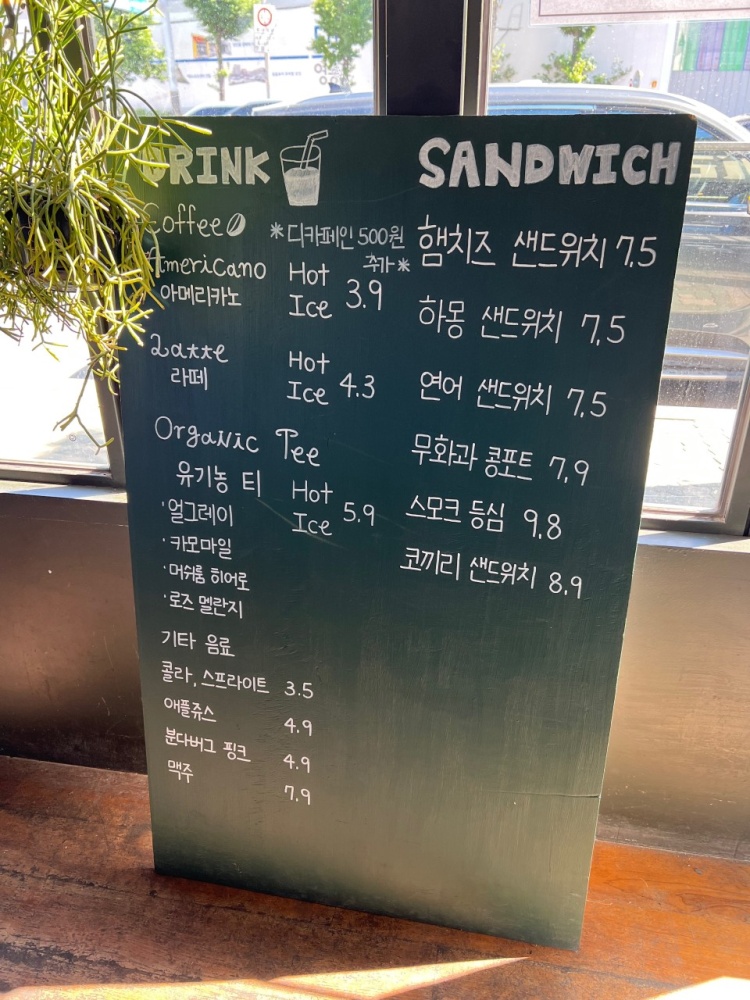 DRINK
Coffee
*디카페인 500원
추가*
Americano
아메리카노
Hot
Ice 3.9
Latte
라떼
Hot
Ice 4.3
Organic Tee
유기농 티
Hot
Ice 5.9
·얼그레이
·카모마일
·머쉬룸 히어로
·로즈 멜란지
기타 음료
콜라, 스프라이트 3.5
애플쥬스 4.9
분다버그 핑크 4.9
맥주 7.9
SANDWICH
햄치즈 샌드위치 7.5
하몽 샌드위치 7.5
연어 샌드위치 7.5
무화과 콩포트 7.9
스모크 등심 9.8
코끼리 샌드위치 8.9